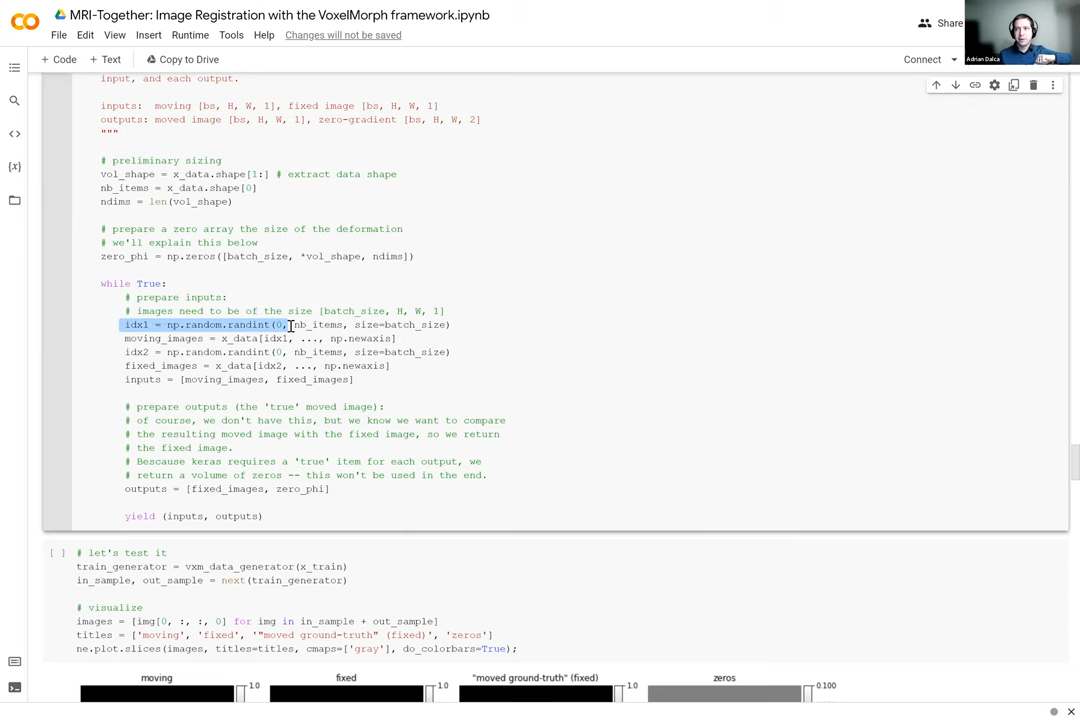 MRI-Together: Image Registration with the VoxelMorph framework.ipynb
File Edit View Insert Runtime Tools Help Changes will not be saved
Share
Adrian Dalca
+ Code + Text Copy to Drive
Connect
input, and each output.
inputs: moving [bs, H, W, 1], fixed image [bs, H, W, 1]
outputs: moved image [bs, H, W, 1], zero-gradient [bs, H, W, 2]
"""
# preliminary sizing
vol_shape = x_data.shape[1:] # extract data shape
nb_items = x_data.shape[0]
ndims = len(vol_shape)
# prepare a zero array the size of the deformation
# we'll explain this below
zero_phi = np.zeros([batch_size, *vol_shape, ndims])
while True:
# prepare inputs:
# images need to be of the size [batch_size, H, W, 1]
idx1 = np.random.randint(0, nb_items, size=batch_size)
moving_images = x_data[idx1, ..., np.newaxis]
idx2 = np.random.randint(0, nb_items, size=batch_size)
fixed_images = x_data[idx2, ..., np.newaxis]
inputs = [moving_images, fixed_images]
# prepare outputs (the 'true' moved image):
# of course, we don't have this, but we know we want to compare
# the resulting moved image with the fixed image, so we return
# the fixed image.
# Bescause keras requires a 'true' item for each output, we
# return a volume of zeros -- this won't be used in the end.
outputs = [fixed_images, zero_phi]
yield (inputs, outputs)
[ ] # let's test it
train_generator = vxm_data_generator(x_train)
in_sample, out_sample = next(train_generator)
# visualize
images = [img[0, :, :, 0] for img in in_sample + out_sample]
titles = ['moving', 'fixed', '"moved ground-truth" (fixed)', 'zeros']
ne.plot.slices(images, titles=titles, cmaps=['gray'], do_colorbars=True);
moving fixed "moved ground-truth" (fixed) zeros
1.0 1.0 1.0 0.100